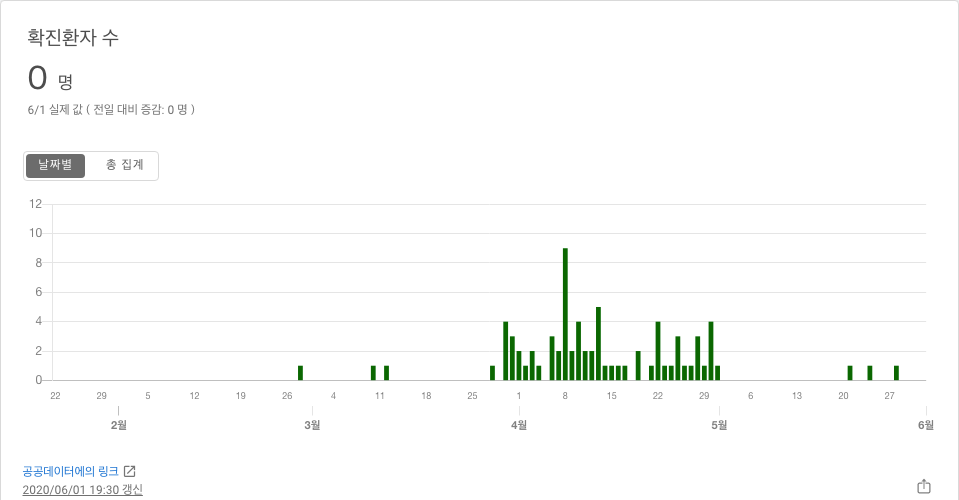 확진환자 수
0 명
6/1 실제 값 ( 전일 대비 증감: 0 명 )
날짜별 총 집계
12
10
8
6
4
2
0
22 29 5 12 19 26 4 11 18 25 1 8 15 22 29 6 13 20 27
2월 3월 4월 5월 6월
공공데이터에의 링크
2020/06/01 19:30 갱신